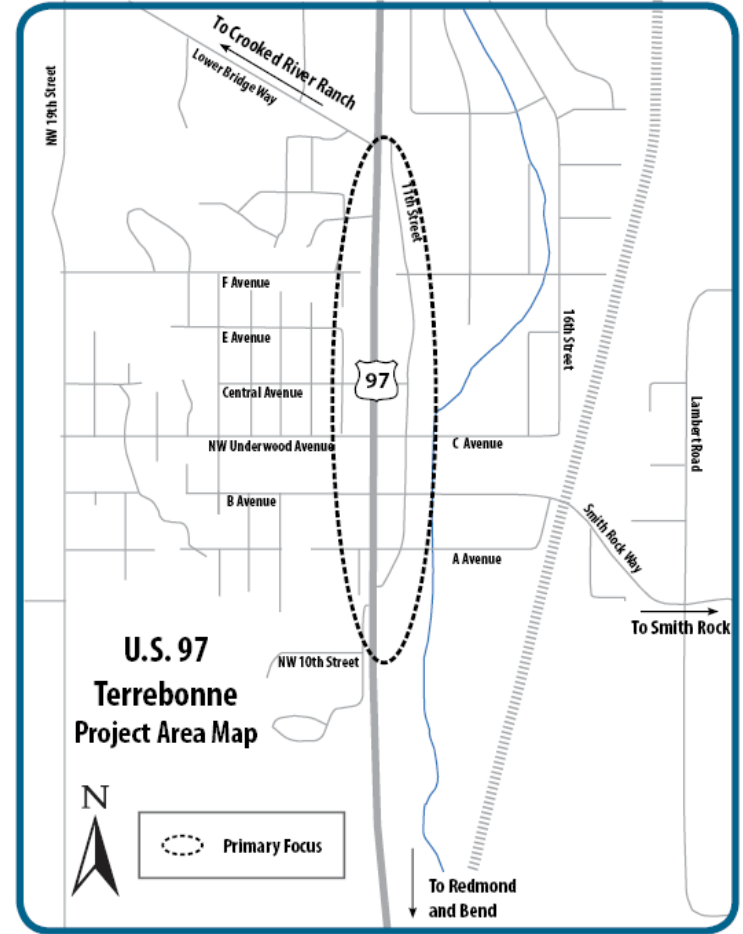 To Crooked River Ranch
Lower Bridge Way
NW 19th Street
11th Street
F Avenue
E Avenue
16th Street
97
Central Avenue
Lambert Road
NW Underwood Avenue
C Avenue
B Avenue
Smith Rock Way
A Avenue
To Smith Rock
U.S. 97
Terrebonne
Project Area Map
NW 10th Street
N
Primary Focus
To Redmond
and Bend